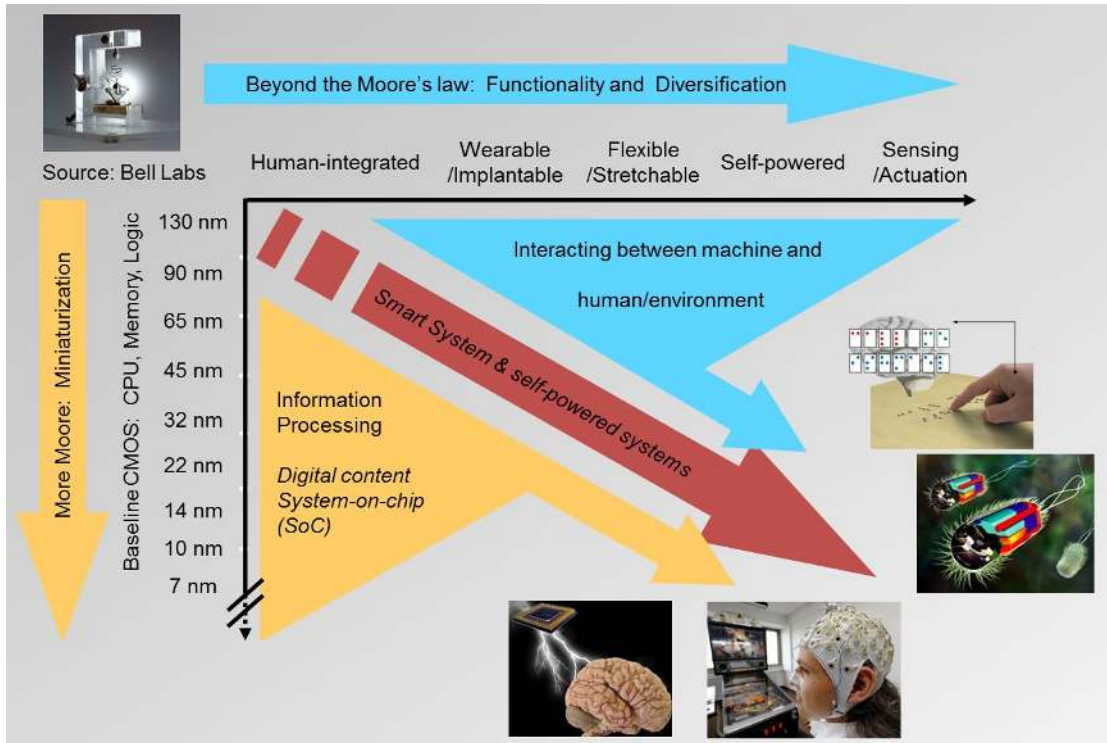 Beyond the Moore's law: Functionality and Diversification
Source: Bell Labs
Human-integrated
Wearable
/Implantable
Flexible
/Stretchable
Self-powered
Sensing
/Actuation
More Moore: Miniaturization
Baseline CMOS: CPU, Memory, Logic
130 nm
90 nm
65 nm
45 nm
32 nm
22 nm
14 nm
10 nm
7 nm
Interacting between machine and
human/environment
Smart System & self-powered systems
Information
Processing
Digital content
System-on-chip
(SoC)